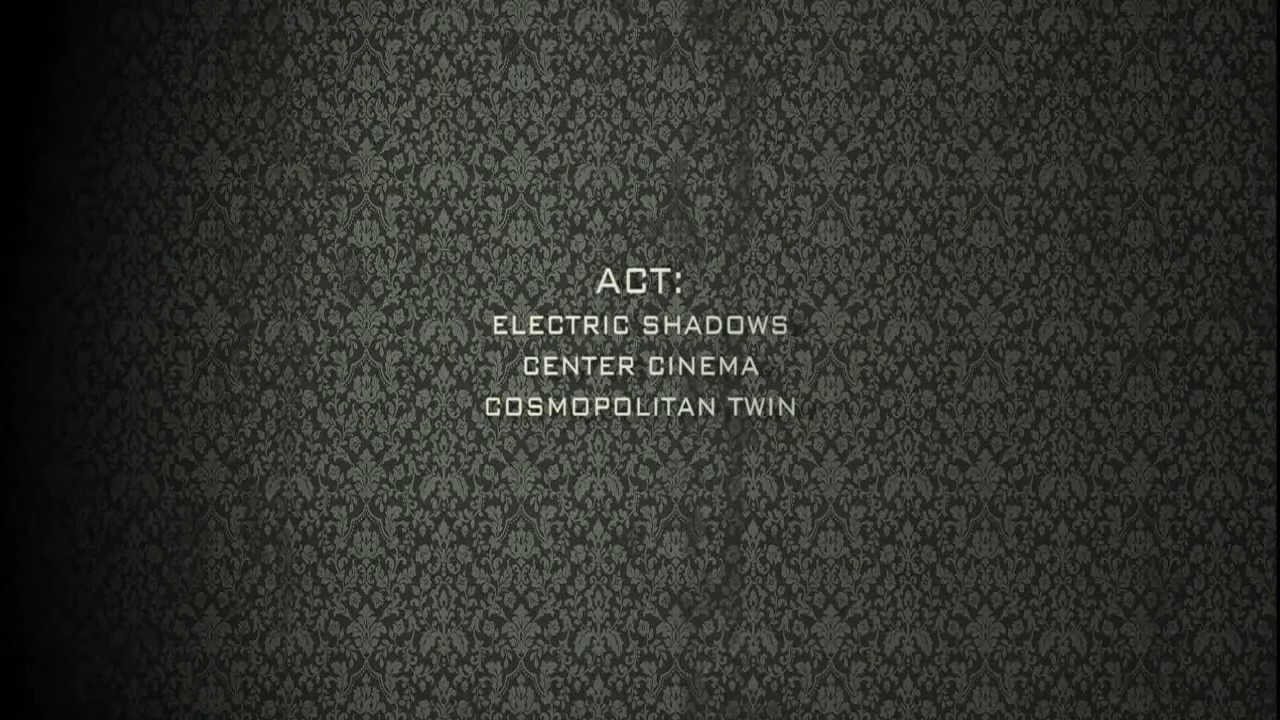 ACT:
ELECTRIC SHADOWS
CENTER CINEMA
COSMOPOLITAN TWIN